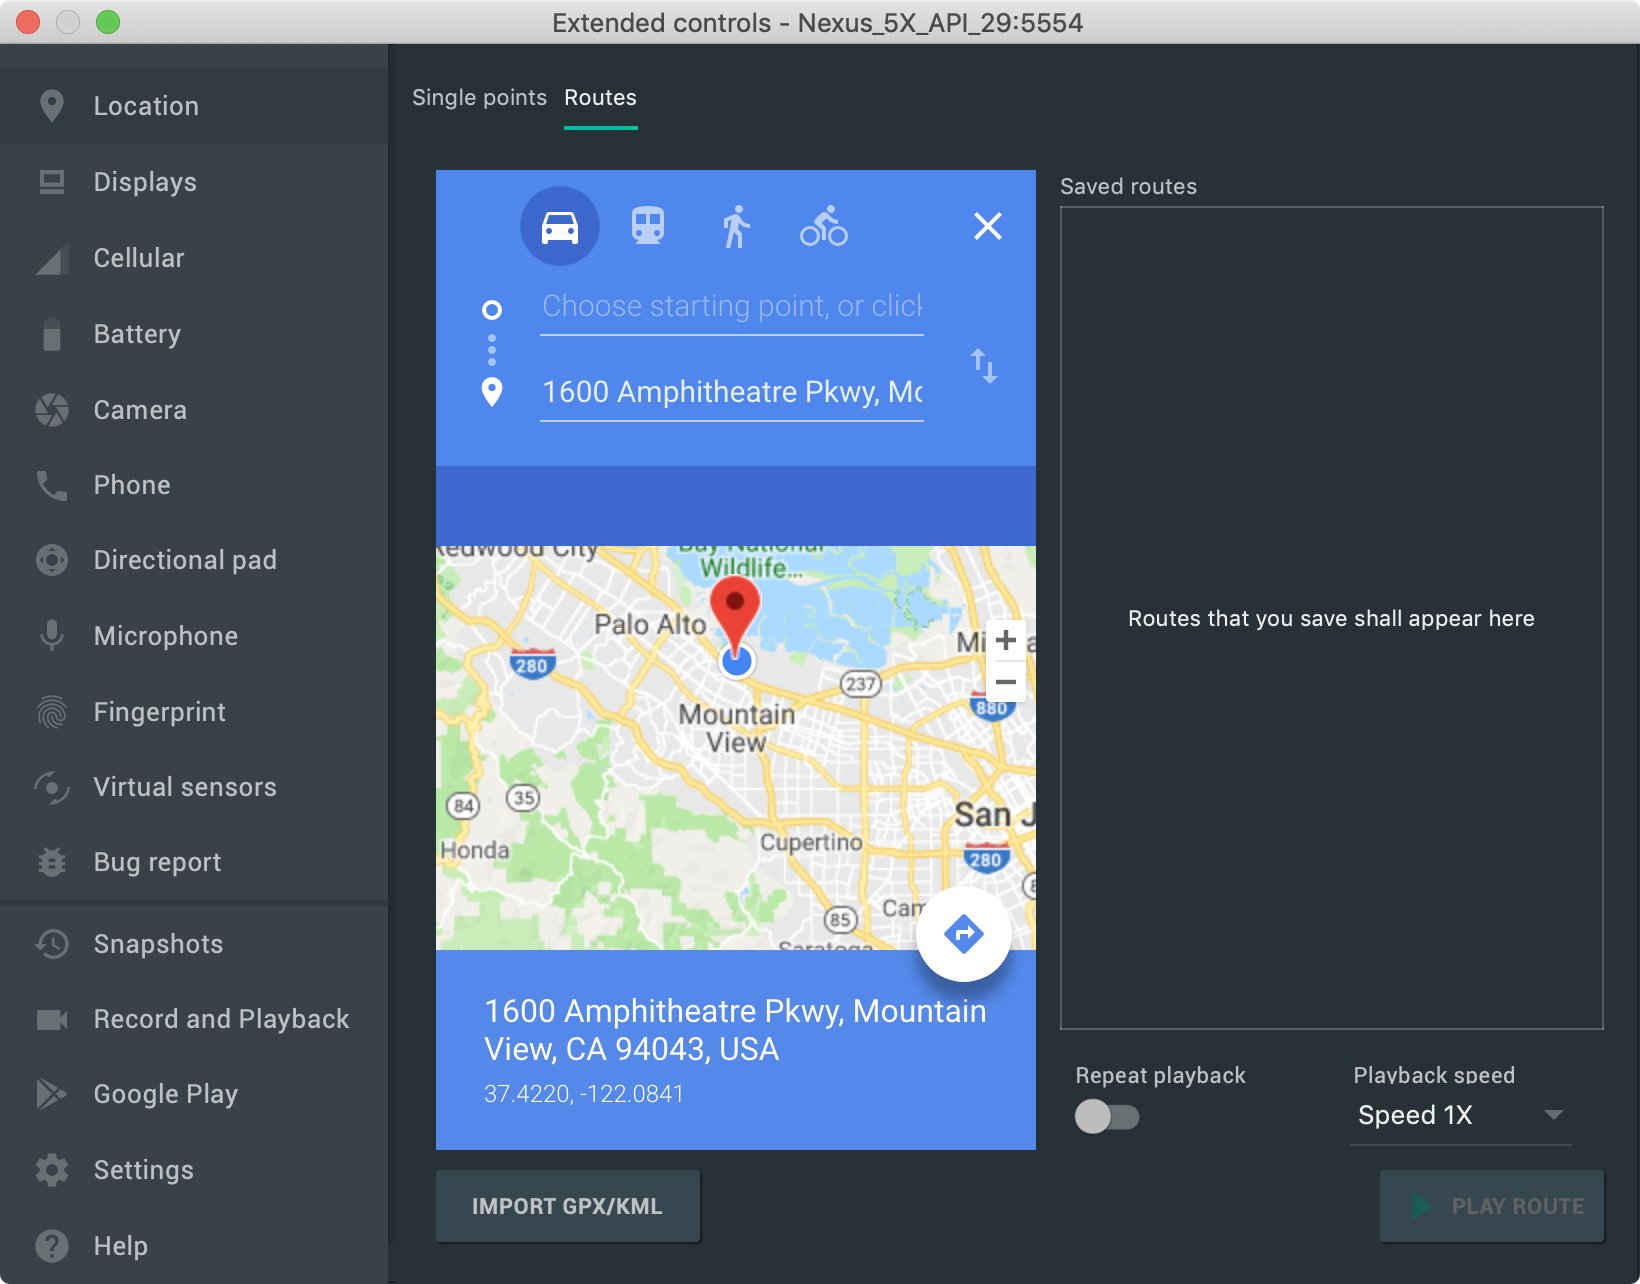 Extended controls - Nexus_5X_API_29:5554
Location
Displays
Cellular
Battery
Camera
Phone
Directional pad
Microphone
Fingerprint
Virtual sensors
Bug report
Snapshots
Record and Playback
Google Play
Settings
Help
Single points
Routes
Choose starting point, or click
1600 Amphitheatre Pkwy, Mo
Redwood City
Bay National
Wildlife...
Palo Alto
280
237
880
Mountain
View
84
35
San J
Honda
Cupertino
280
85
Cam
Saratoga
1600 Amphitheatre Pkwy, Mountain
View, CA 94043, USA
37.4220, -122.0841
IMPORT GPX/KML
Saved routes
Routes that you save shall appear here
Repeat playback
Playback speed
Speed 1X
PLAY ROUTE